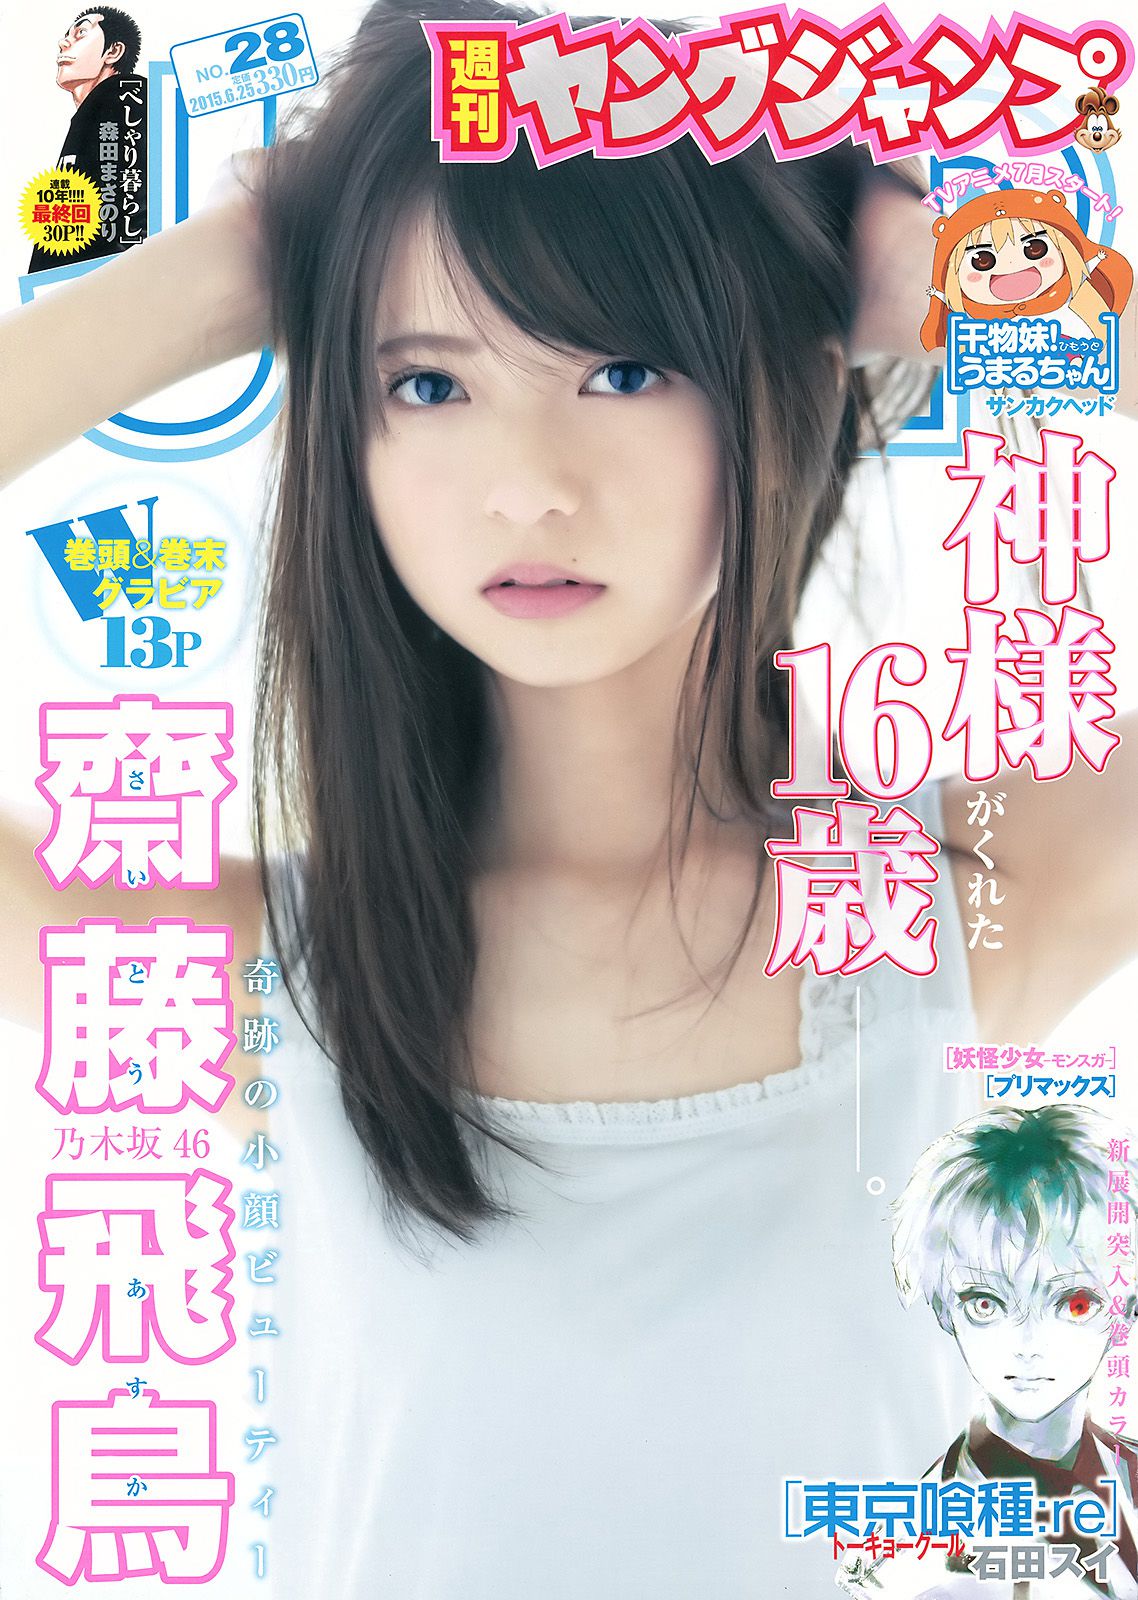 週刊
ヤングジャンプ
NO.28
定価330円
2015.6.25
[べしゃり暮らし]
森田まさのり
連載
10年!!!!
最終回
30P!!
TVアニメ7月スタート!
[干物妹!
ひもうと
うまるちゃん]
サンカクヘッド
神様がくれた
16歳
———。
W
巻頭&巻末
グラビア
13P
齋藤飛鳥
さいとうあすか
乃木坂46
奇跡の小顔ビューティー
[妖怪少女-モンスガ-]
[プリマックス]
新展開突入&巻頭カラー
[東京喰種:re]
トーキョーグール
石田スイ